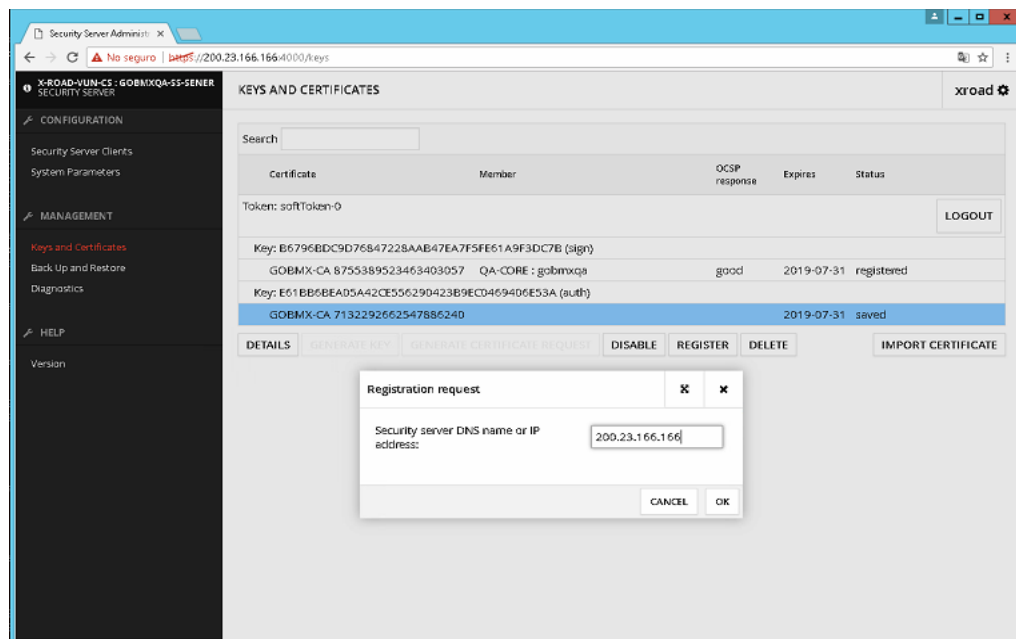 Security Server Administr
No seguro | https://200.23.166.166:4000/keys
X-ROAD-VUN-CS : GOBMXQA-SS-SENER
SECURITY SERVER
KEYS AND CERTIFICATES
xroad
CONFIGURATION
Security Server Clients
System Parameters
MANAGEMENT
Keys and Certificates
Back Up and Restore
Diagnostics
HELP
Version
Search
Certificate Member OCSP response Expires Status
Token: softToken-0
LOGOUT
Key: B6796BDC9D76847228AAB47EA7F5FE61A9F3DC7B (sign)
GOBMX-CA 8755389523463403057 QA-CORE : gobmxqa good 2019-07-31 registered
Key: E61BB6BEAD5A42CE556290423B9EC0469406E53A (auth)
GOBMX-CA 7132292662547886240 2019-07-31 saved
DETAILS GENERATE KEY GENERATE CERTIFICATE REQUEST DISABLE REGISTER DELETE IMPORT CERTIFICATE
Registration request
Security server DNS name or IP
address:
200.23.166.166
CANCEL OK